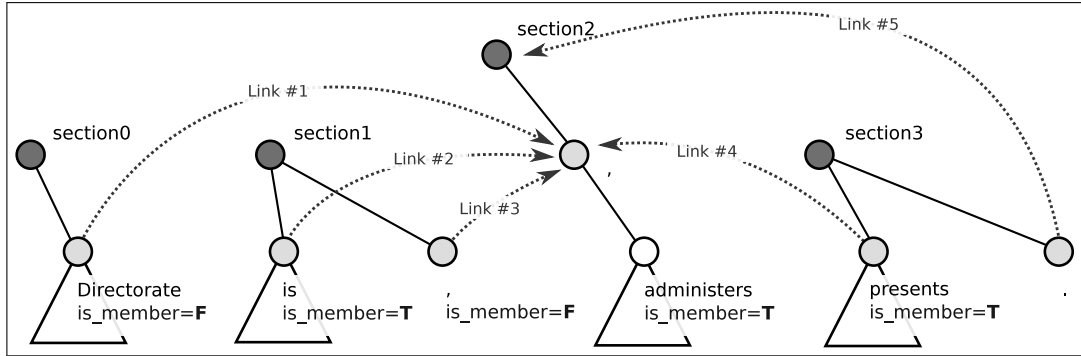 section2
Link #5
Link #1
section0
section1
section3
Link #2
Link #4
,
Link #3
Directorate
is_member=F
is
is_member=T
,
is_member=F
administers
is_member=T
presents
is_member=T
.